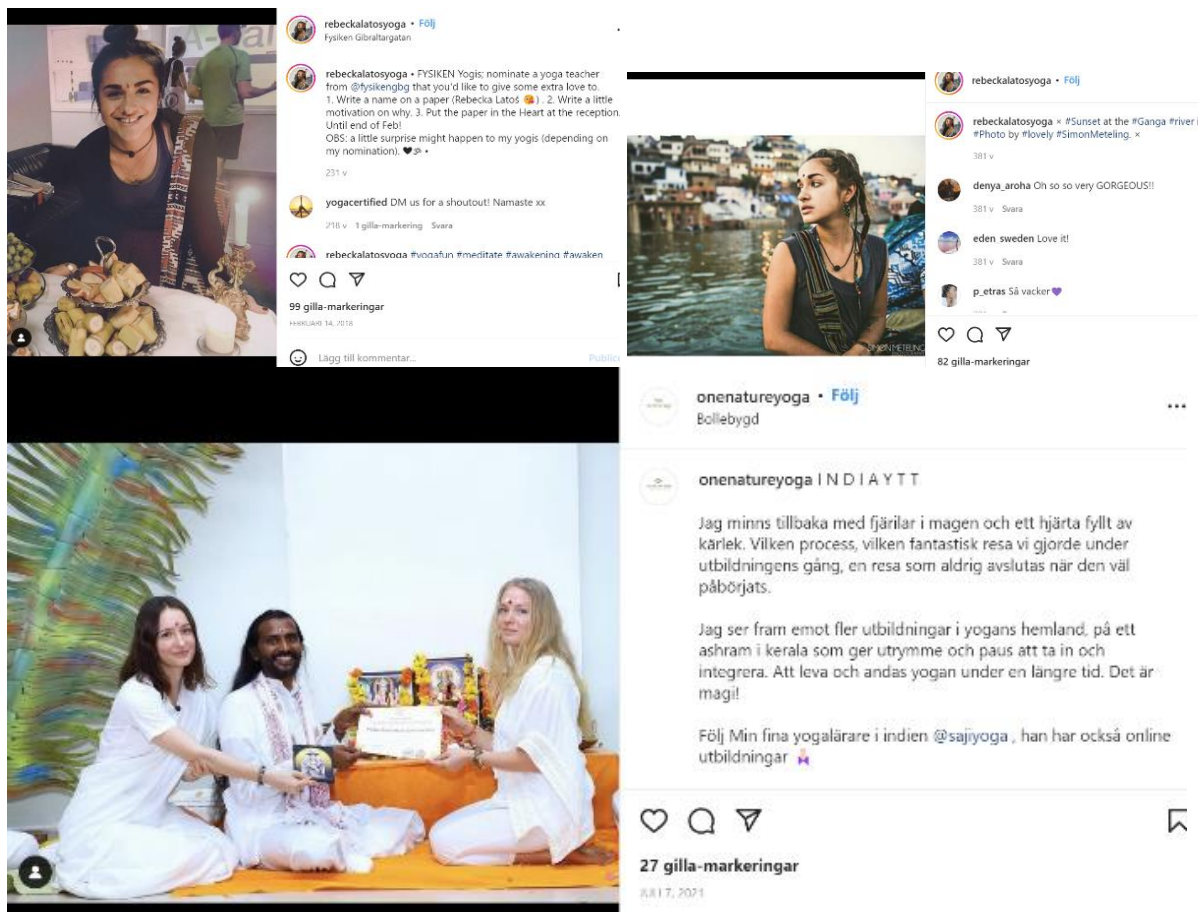 rebeckalatosyoga • Följ
Fysiken Gibraltargatan
rebeckalatosyoga • FYSIKEN Yogis; nominate a yoga teacher
from @fysikengbg that you'd like to give some extra love to.
1. Write a name on a paper (Rebecka Latoś 😘) . 2. Write a little
motivation on why. 3. Put the paper in the Heart at the reception.
Until end of Feb!
OBS: a little surprise might happen to my yogis (depending on
my nomination). 🖤🕉 •
231 v
yogacertified DM us for a shoutout! Namaste xx
218 v 1 gilla-markering Svara
rebeckalatosyoga #yogafun #meditate #awakening #awaken
99 gilla-markeringar
FEBRUARI 14, 2018
Lägg till kommentar...
rebeckalatosyoga • Följ
rebeckalatosyoga × #Sunset at the #Ganga #river
#Photo by #lovely #SimonMeteling. ×
381 v
denya_aroha Oh so so very GORGEOUS!!
381 v Svara
eden_sweden Love it!
381 v Svara
p_etras Så vacker💜
82 gilla-markeringar
SIMON METELING
onenatureyoga • Följ
Bollebygd
onenatureyoga I N D I A Y T T
Jag minns tillbaka med fjärilar i magen och ett hjärta fyllt av
kärlek. Vilken process, vilken fantastisk resa vi gjorde under
utbildningens gång, en resa som aldrig avslutas när den väl
påbörjats.
Jag ser fram emot fler utbildningar i yogans hemland, på ett
ashram i kerala som ger utrymme och paus att ta in och
integrera. Att leva och andas yogan under en längre tid. Det är
magi!
Följ Min fina yogalärare i indien @sajiyoga , han har också online
utbildningar 🧘‍♀️
27 gilla-markeringar
JULI 7, 2021